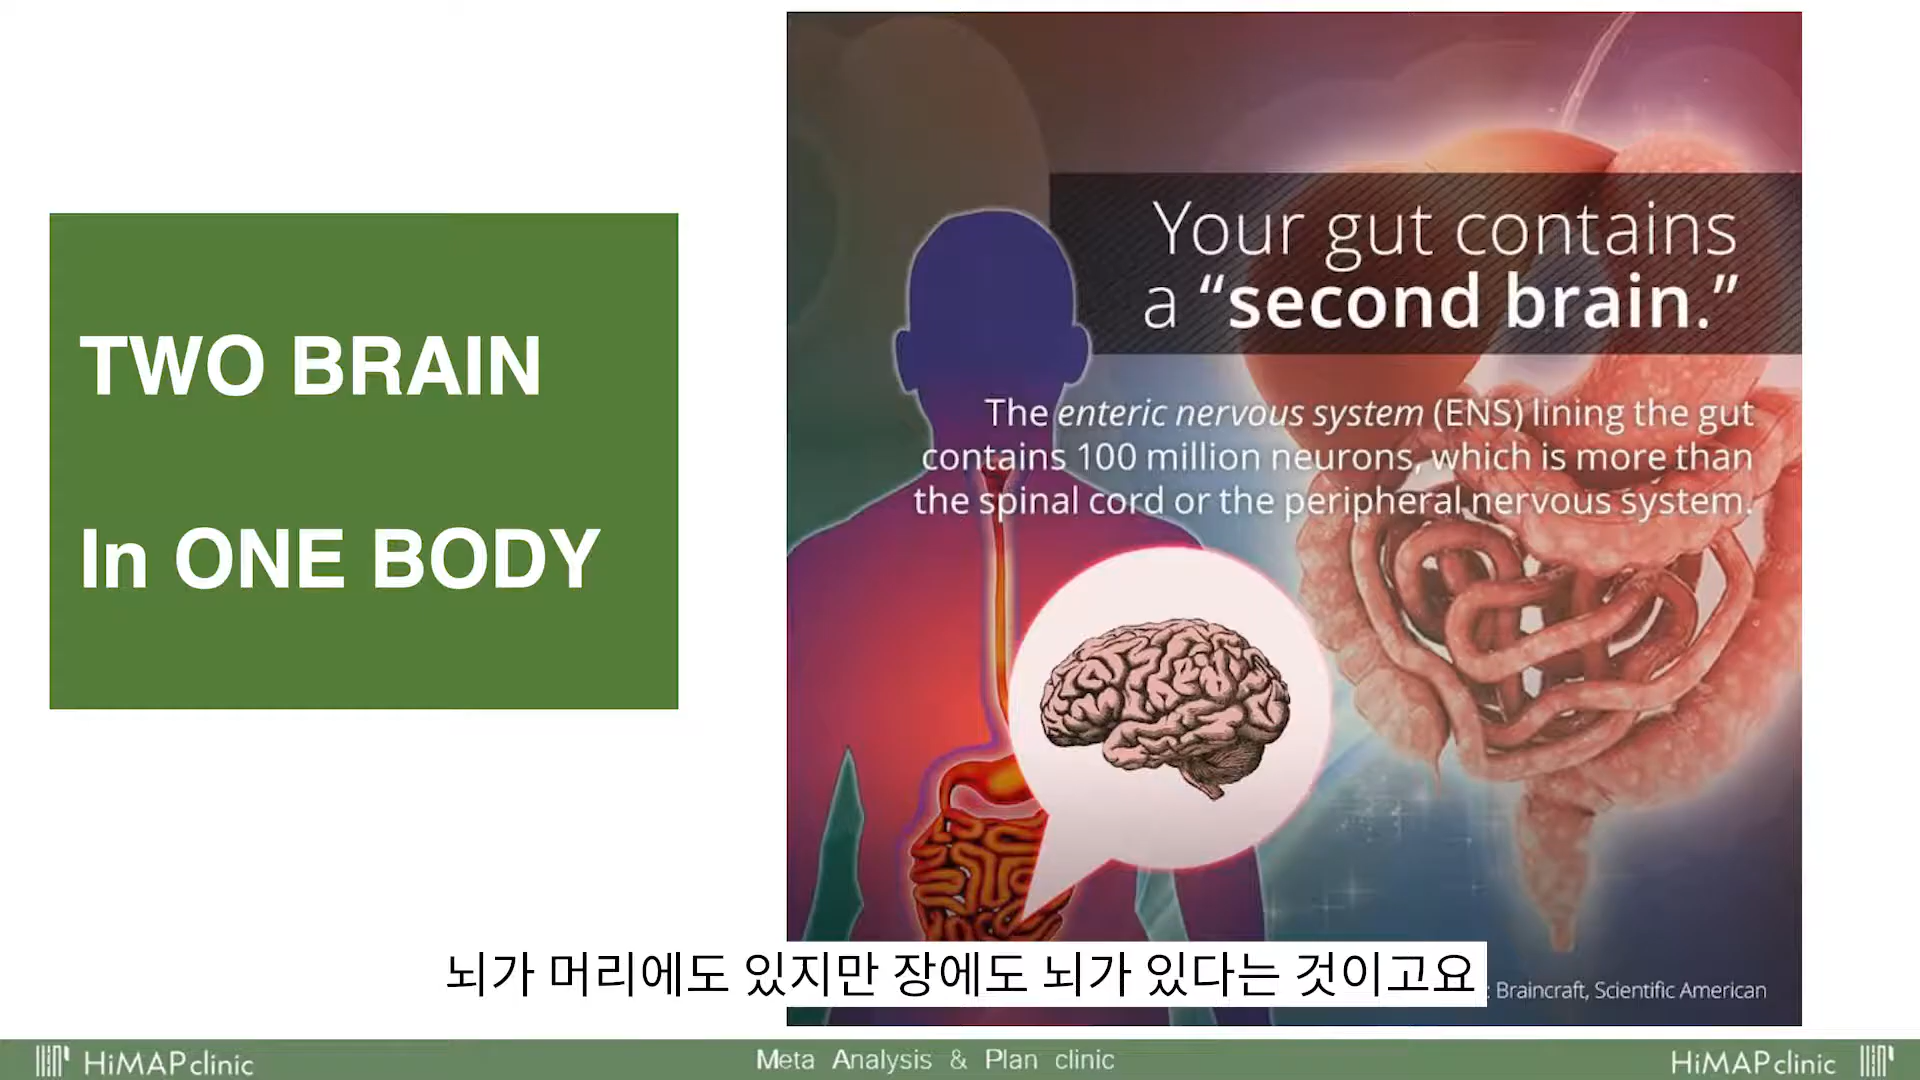 TWO BRAIN
In ONE BODY
Your gut contains
a “second brain.”
The enteric nervous system (ENS) lining the gut
contains 100 million neurons, which is more than
the spinal cord or the peripheral nervous system.
뇌가 머리에도 있지만 장에도 뇌가 있다는 것이고요
: Braincraft, Scientific American
HiMAPclinic
Meta Analysis & Plan clinic
HiMAPclinic